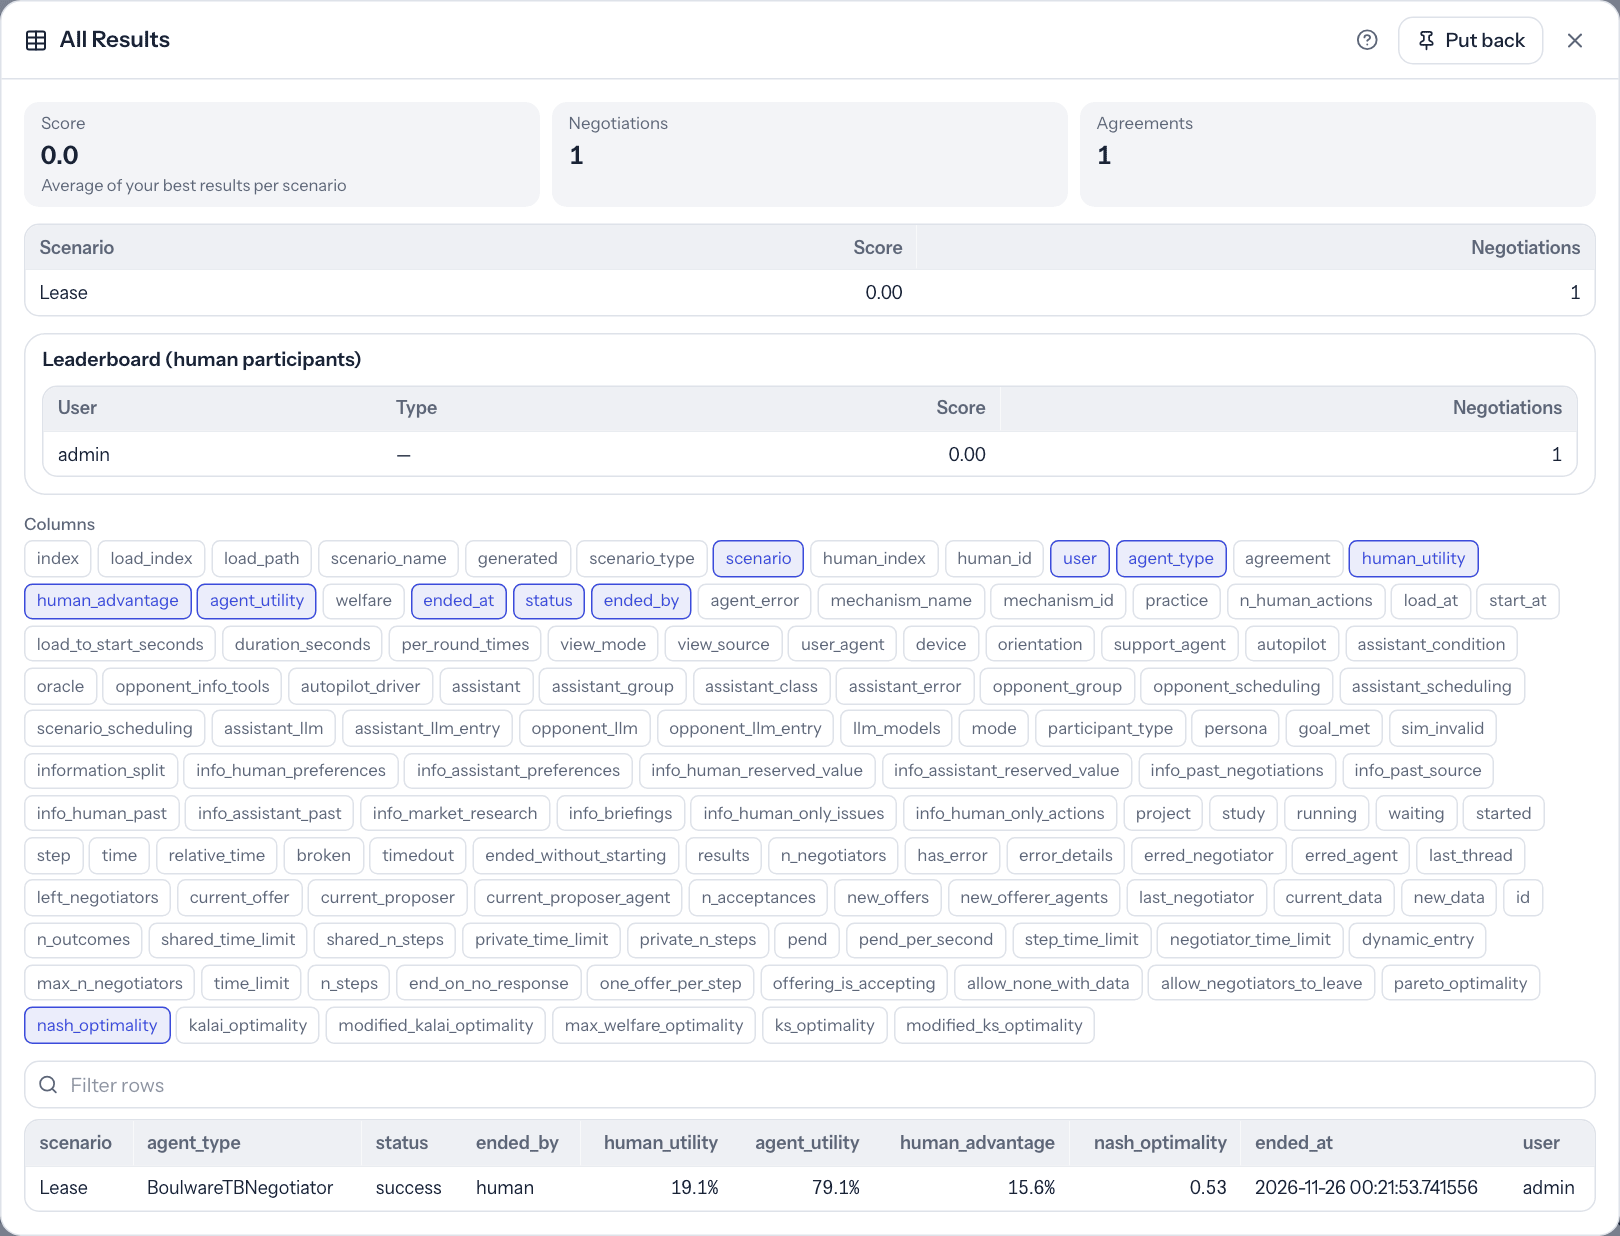 All Results
Put back
Score
0.0
Average of your best results per scenario
Negotiations
1
Agreements
1
Scenario Score Negotiations
Lease 0.00 1
Leaderboard (human participants)
User Type Score Negotiations
admin — 0.00 1
Columns
index load_index load_path scenario_name generated scenario_type scenario human_index human_id user agent_type agreement human_utility
human_advantage agent_utility welfare ended_at status ended_by agent_error mechanism_name mechanism_id practice n_human_actions load_at start_at
load_to_start_seconds duration_seconds per_round_times view_mode view_source user_agent device orientation support_agent autopilot assistant_condition
oracle opponent_info_tools autopilot_driver assistant assistant_group assistant_class assistant_error opponent_group opponent_scheduling assistant_scheduling
scenario_scheduling assistant_llm assistant_llm_entry opponent_llm opponent_llm_entry llm_models mode participant_type persona goal_met sim_invalid
information_split info_human_preferences info_assistant_preferences info_human_reserved_value info_assistant_reserved_value info_past_negotiations info_past_source
info_human_past info_assistant_past info_market_research info_briefings info_human_only_issues info_human_only_actions project study running waiting started
step time relative_time broken timedout ended_without_starting results n_negotiators has_error error_details erred_negotiator erred_agent last_thread
left_negotiators current_offer current_proposer current_proposer_agent n_acceptances new_offers new_offerer_agents last_negotiator current_data new_data id
n_outcomes shared_time_limit shared_n_steps private_time_limit private_n_steps pend pend_per_second step_time_limit negotiator_time_limit dynamic_entry
max_n_negotiators time_limit n_steps end_on_no_response one_offer_per_step offering_is_accepting allow_none_with_data allow_negotiators_to_leave pareto_optimality
nash_optimality kalai_optimality modified_kalai_optimality max_welfare_optimality ks_optimality modified_ks_optimality
Filter rows
scenario agent_type status ended_by human_utility agent_utility human_advantage nash_optimality ended_at user
Lease BoulwareTBNegotiator success human 19.1% 79.1% 15.6% 0.53 2026-11-26 00:21:53.741556 admin